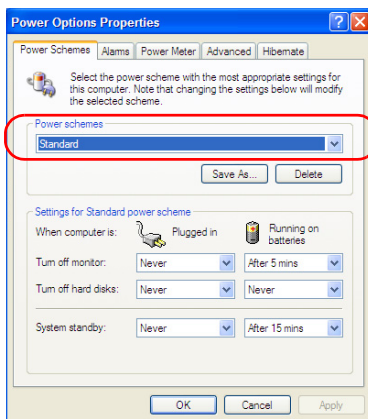 Power Options Properties
Power Schemes Alarms Power Meter Advanced Hibernate
Select the power scheme with the most appropriate settings for
this computer. Note that changing the settings below will modify
the selected scheme.
Power schemes
Standard
Save As... Delete
Settings for Standard power scheme
When computer is: Plugged in Running on
batteries
Turn off monitor: Never After 5 mins
Turn off hard disks: Never Never
System standby: Never After 15 mins
OK Cancel Apply